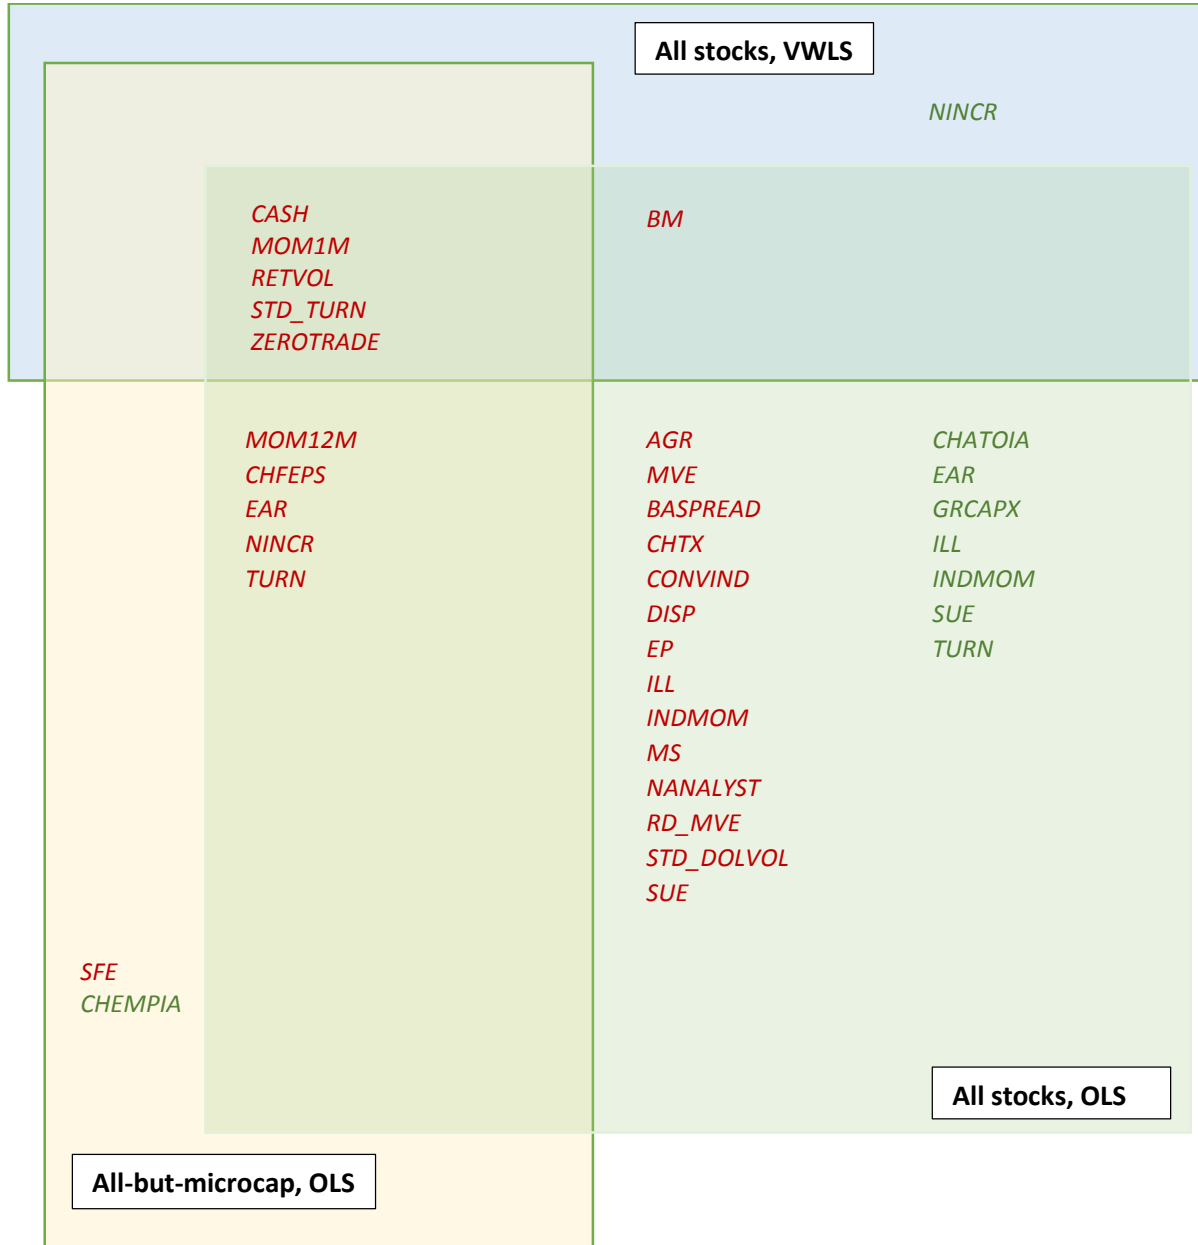 All stocks, VWLS
NINCR
CASH
MOM1M
RETVOL
STD_TURN
ZEROTRADE
BM
MOM12M
CHFEPS
EAR
NINCR
TURN
AGR
MVE
BASPREAD
CHTX
CONVIND
DISP
EP
ILL
INDMOM
MS
NANALYST
RD_MVE
STD_DOLVOL
SUE
CHATOIA
EAR
GRCAPX
ILL
INDMOM
SUE
TURN
SFE
CHEMPIA
All stocks, OLS
All-but-microcap, OLS